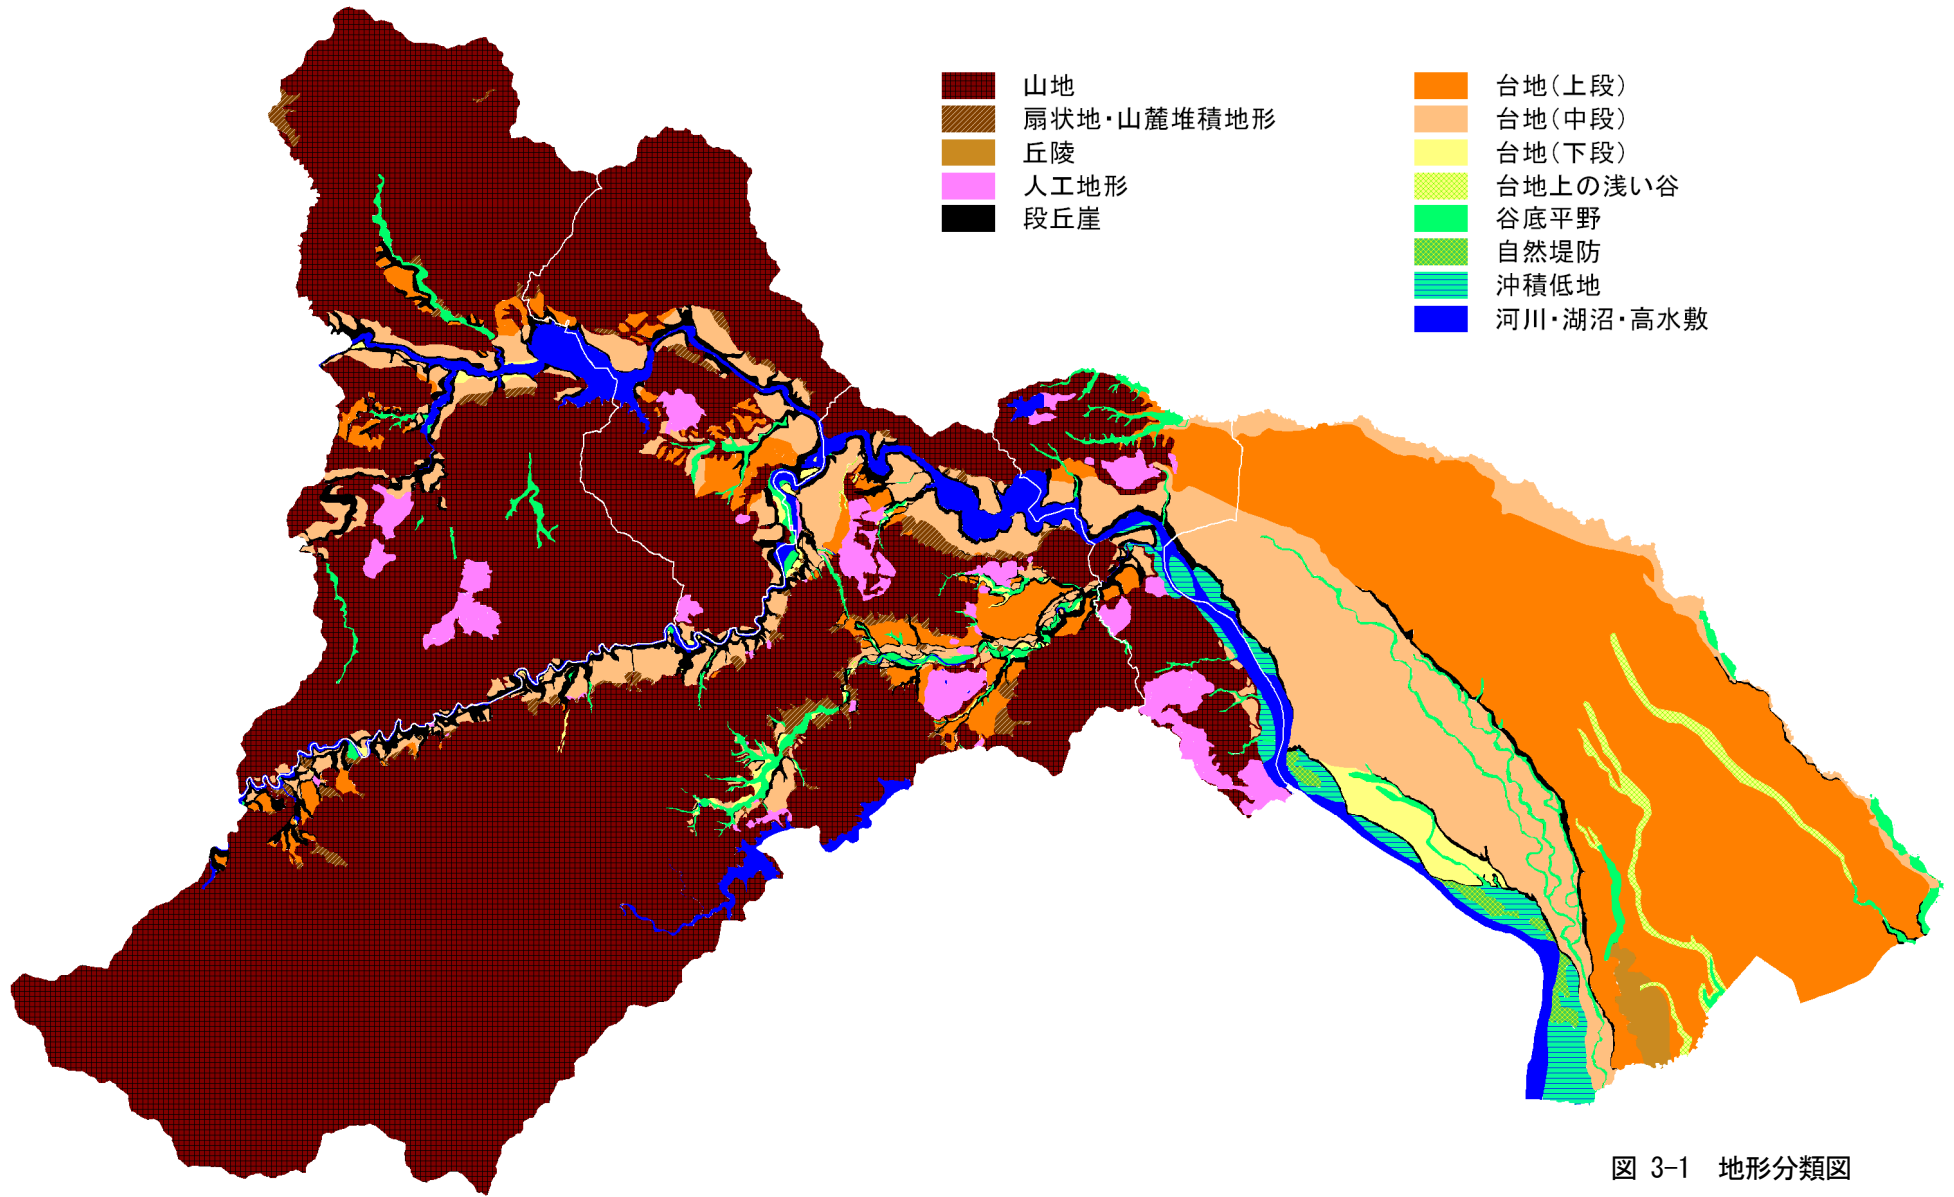 山地
扇状地・山麓堆積地形
丘陵
人工地形
段丘崖
台地(上段)
台地(中段)
台地(下段)
台地上の浅い谷
谷底平野
自然堤防
沖積低地
河川・湖沼・高水敷
図 3-1 地形分類図